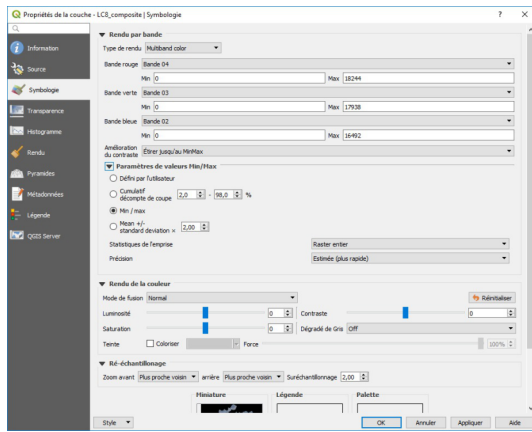 Propriétés de la couche - LC8_composite | Symbologie
? ×
Information
Source
Symbologie
Transparence
Histogramme
Rendu
Pyramides
Métadonnées
Légende
QGIS Server
Rendu par bande
Type de rendu Multiband color
Bande rouge Bande 04
Min 0 Max 18244
Bande verte Bande 03
Min 0 Max 17938
Bande bleue Bande 02
Min 0 Max 16492
Amélioration du contraste Étirer jusqu'au MinMax
Paramètres de valeurs Min/Max
Défini par l'utilisateur
Cumulatif décompte de coupe 2,0 - 98,0 %
Min / max
Mean +/- standard deviation × 2,00
Statistiques de l'emprise Raster entier
Précision Estimée (plus rapide)
Rendu de la couleur
Mode de fusion Normal Réinitialiser
Luminosité 0 Contraste 0
Saturation 0 Dégradé de Gris Off
Teinte Coloriser Force 100%
Ré-échantillonage
Zoom avant Plus proche voisin arrière Plus proche voisin Suréchantillonnage 2,00
Miniature Légende Palette
Style OK Annuler Appliquer Aide